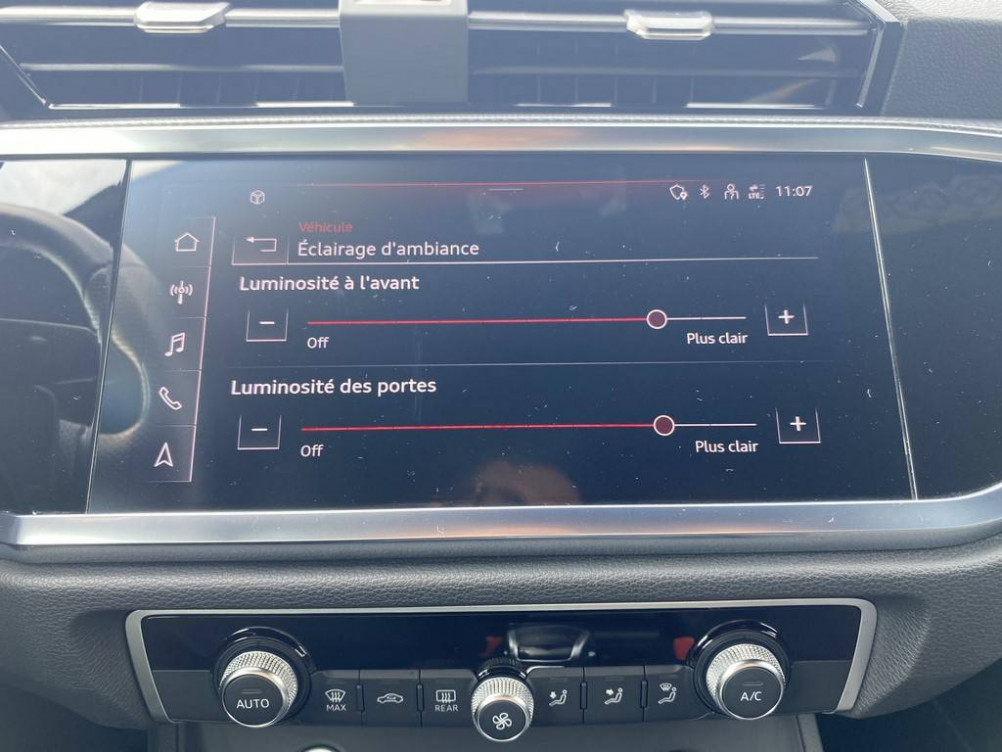 11:07
Véhicule
Éclairage d'ambiance
Luminosité à l'avant
− +
Off Plus clair
Luminosité des portes
− +
Off Plus clair
AUTO MAX REAR A/C